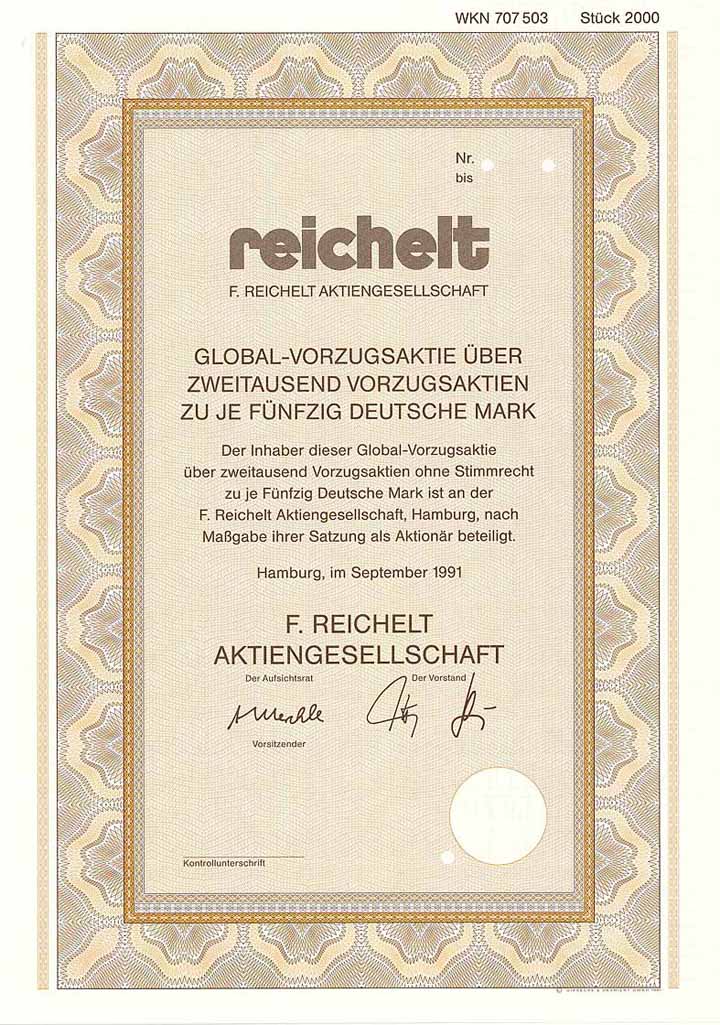 WKN 707 503 Stück 2000
Nr.
bis
reichelt
F. REICHELT AKTIENGESELLSCHAFT
GLOBAL-VORZUGSAKTIE ÜBER
ZWEITAUSEND VORZUGSAKTIEN
ZU JE FÜNFZIG DEUTSCHE MARK
Der Inhaber dieser Global-Vorzugsaktie
über zweitausend Vorzugsaktien ohne Stimmrecht
zu je Fünfzig Deutsche Mark ist an der
F. Reichelt Aktiengesellschaft, Hamburg, nach
Maßgabe ihrer Satzung als Aktionär beteiligt.
Hamburg, im September 1991
F. REICHELT
AKTIENGESELLSCHAFT
Der Aufsichtsrat Der Vorstand
Vorsitzender
Kontrollunterschrift